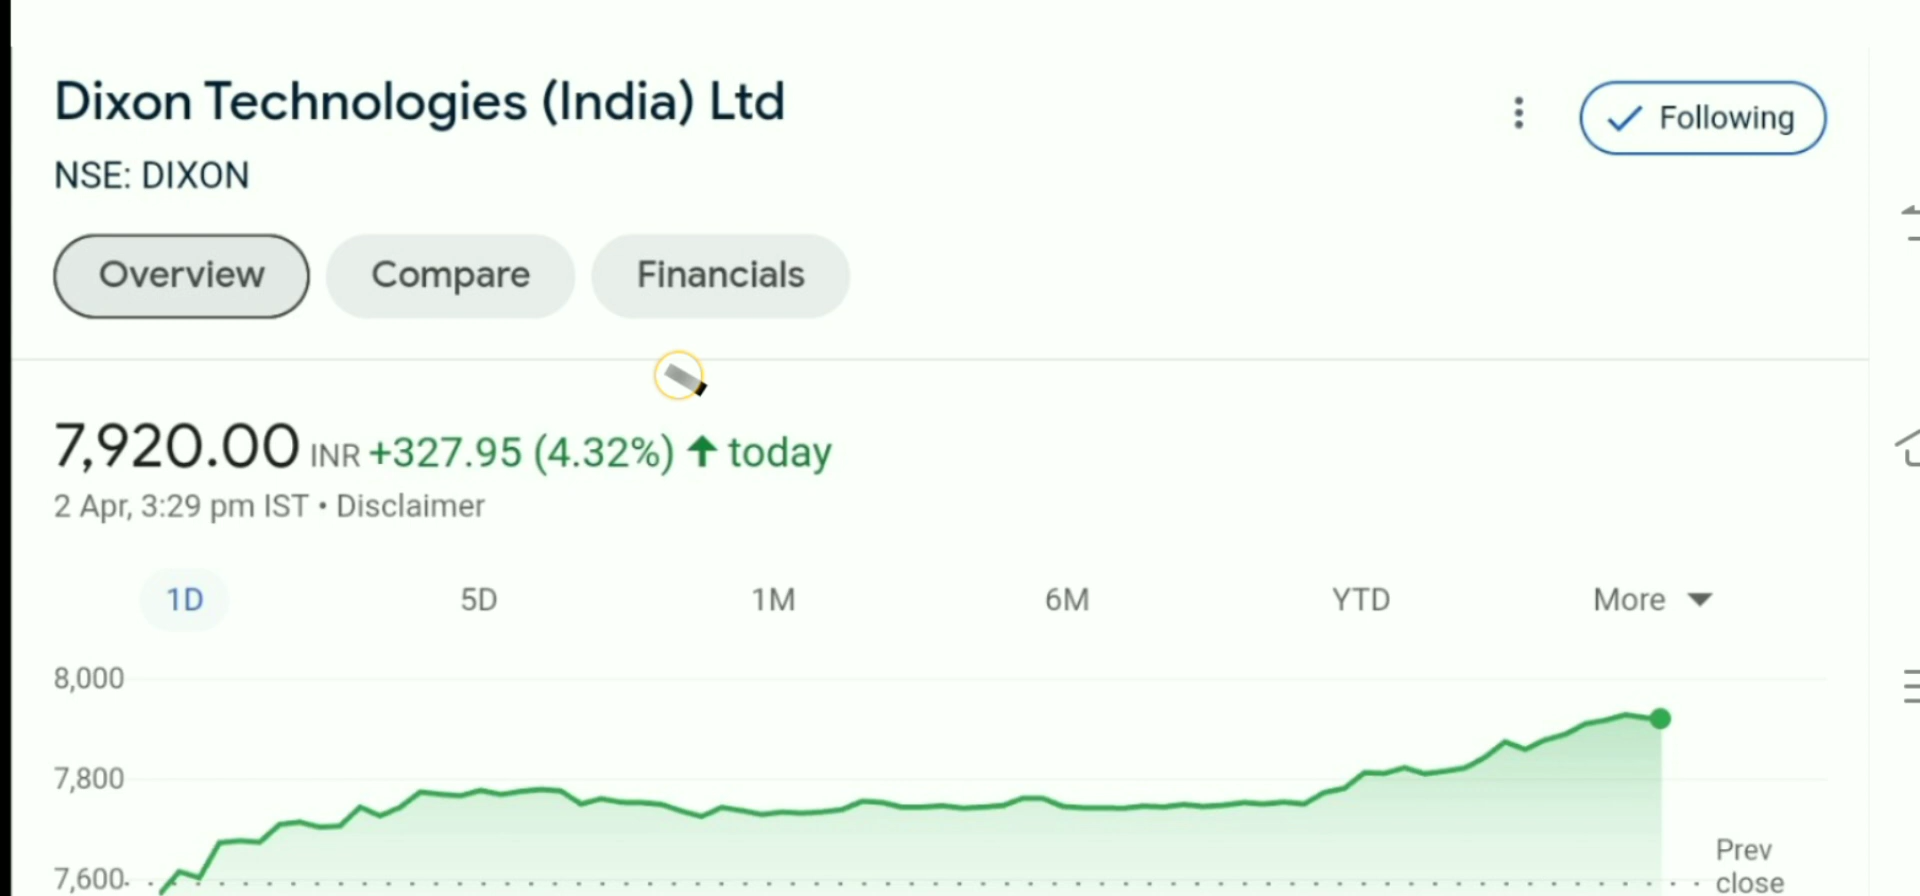 Dixon Technologies (India) Ltd
Following
NSE: DIXON
Overview
Compare
Financials
7,920.00 INR +327.95 (4.32%) ↑ today
2 Apr, 3:29 pm IST • Disclaimer
1D
5D
1M
6M
YTD
More
8,000
7,800
7,600
Prev
close